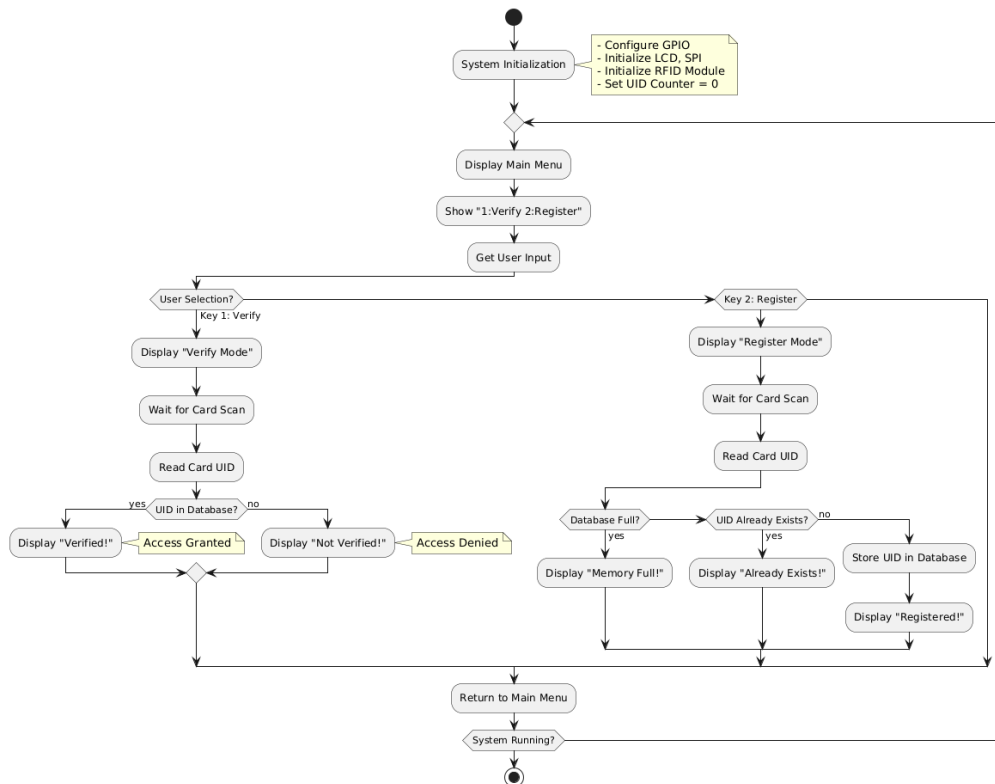 System Initialization
- Configure GPIO
- Initialize LCD, SPI
- Initialize RFID Module
- Set UID Counter = 0
Display Main Menu
Show "1:Verify 2:Register"
Get User Input
User Selection?
Key 1: Verify
Display "Verify Mode"
Wait for Card Scan
Read Card UID
UID in Database?
yes
no
Display "Verified!"
Access Granted
Display "Not Verified!"
Access Denied
Key 2: Register
Display "Register Mode"
Wait for Card Scan
Read Card UID
Database Full?
yes
Display "Memory Full!"
UID Already Exists?
yes
no
Display "Already Exists!"
Store UID in Database
Display "Registered!"
Return to Main Menu
System Running?